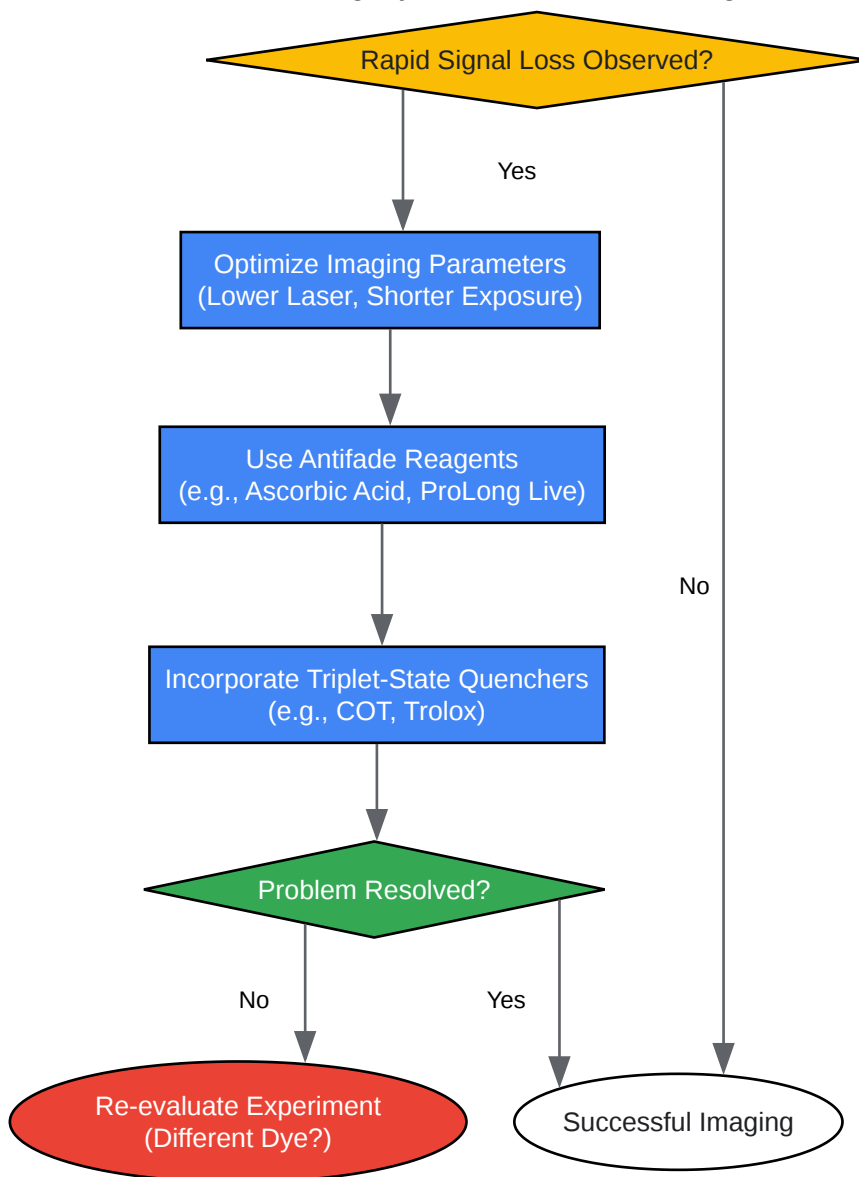 Rapid Signal Loss Observed?
Yes
Optimize Imaging Parameters
(Lower Laser, Shorter Exposure)
Use Antifade Reagents
(e.g., Ascorbic Acid, ProLong Live)
No
Incorporate Triplet-State Quenchers
(e.g., COT, Trolox)
Problem Resolved?
No
Yes
Re-evaluate Experiment
(Different Dye?)
Successful Imaging